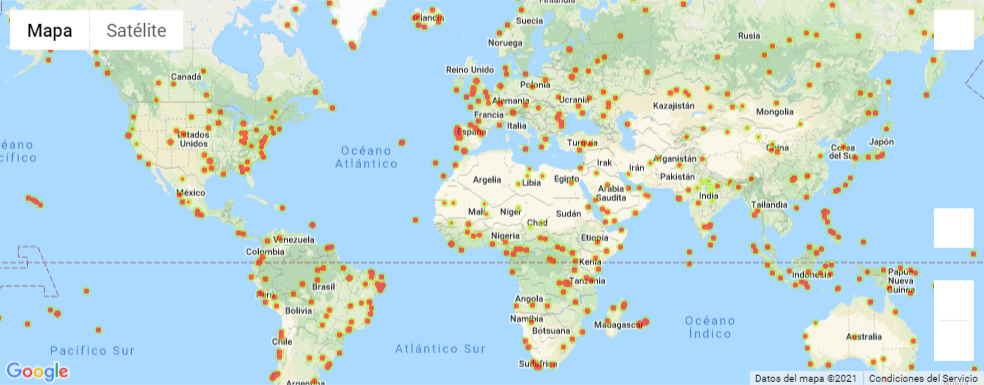 Mapa Satélite
Islandia
Finlandia
Suecia
Noruega
Rusia
Canadá
Reino Unido
Polonia
Alemania
Ucrania
Kazajistán
Mongolia
Francia
Italia
España
Estados
Unidos
Océano
Atlántico
éano
cífico
Turquía
China
Japón
Corea
del Sur
Afganistán
Irak
Irán
Pakistán
Argelia
Libia
Egipto
Arabia
Saudita
India
México
Malí
Níger
Chad
Sudán
Tailandia
Nigeria
Etiopía
Venezuela
Colombia
Kenia
Indonesia
Papúa
Nueva
Guinea
Tanzania
Brasil
Perú
Angola
Bolivia
Namibia
Botsuana
Madagascar
Océano
Índico
Australia
Chile
Pacífico Sur
Atlántico Sur
Sudáfrica
Argentina
Google
Datos del mapa ©2021
Condiciones del Servicio